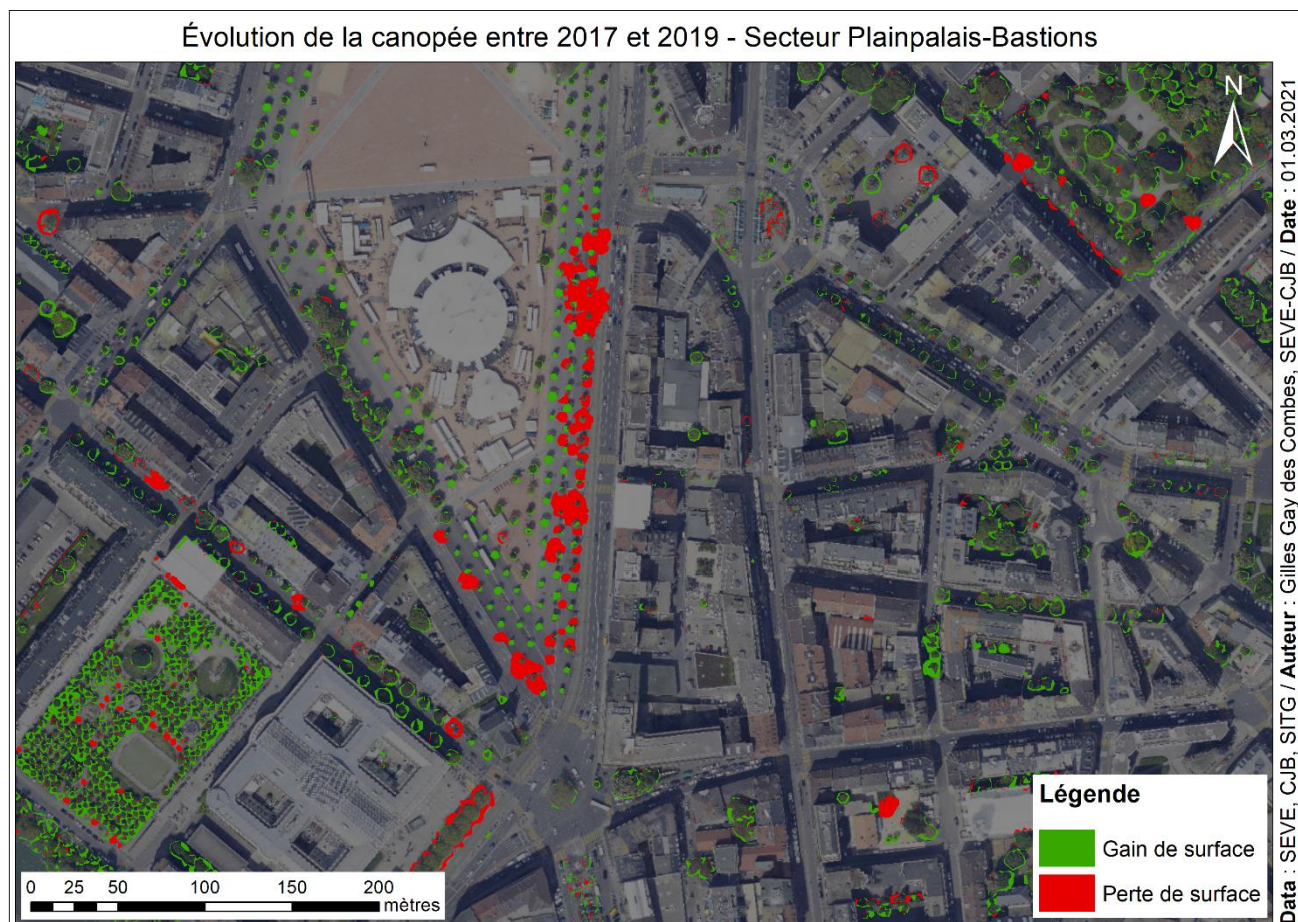 Évolution de la canopée entre 2017 et 2019 - Secteur Plainpalais-Bastions
N
Légende
Gain de surface
Perte de surface
0 25 50 100 150 200
mètres
Data : SEVE, CJB, SITG / Auteur : Gilles Gay des Combes, SEVE-CJB / Date : 01.03.2021